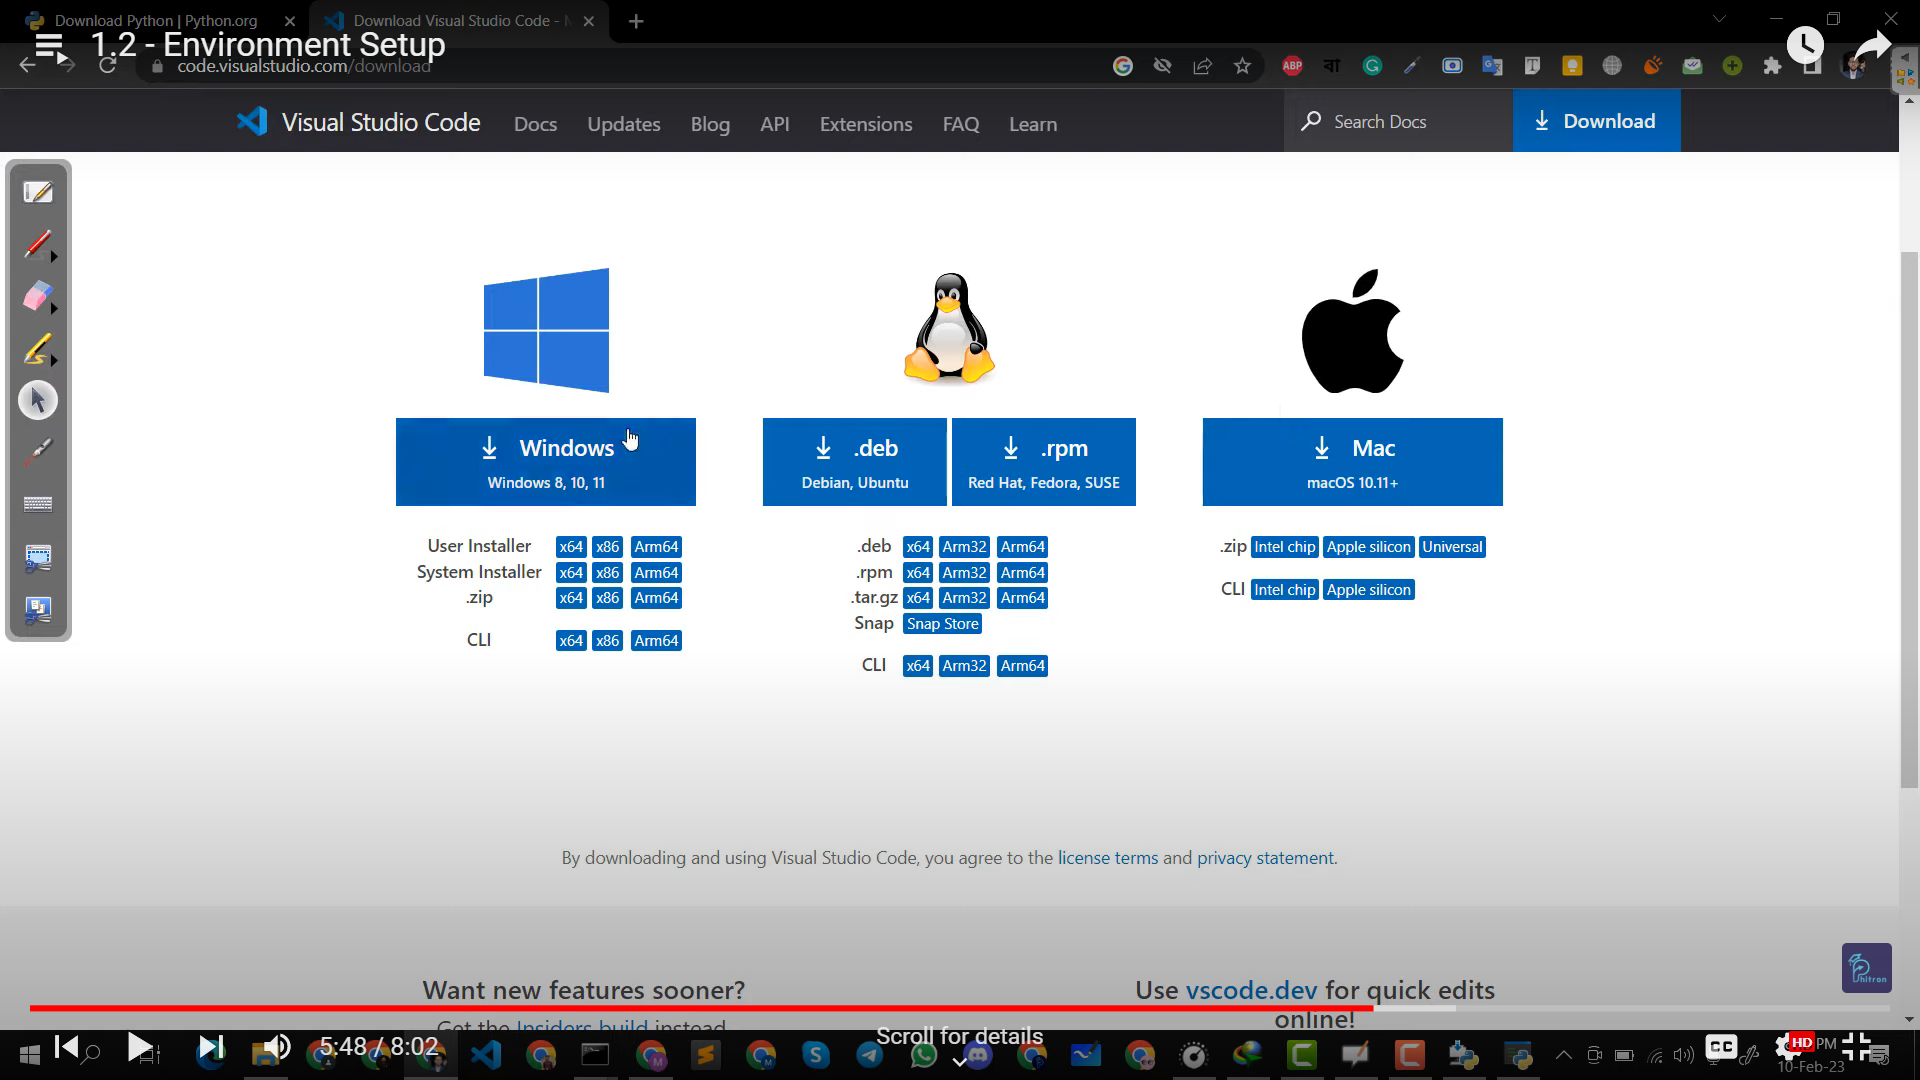 Download Python | Python.org
Download Visual Studio Code - M
1.2 - Environment Setup
code.visualstudio.com/download
ABP
বা
Visual Studio Code
Docs
Updates
Blog
API
Extensions
FAQ
Learn
Search Docs
Download
Windows
Windows 8, 10, 11
.deb
Debian, Ubuntu
.rpm
Red Hat, Fedora, SUSE
Mac
macOS 10.11+
User Installer x64 x86 Arm64
System Installer x64 x86 Arm64
.zip x64 x86 Arm64
CLI x64 x86 Arm64
.deb x64 Arm32 Arm64
.rpm x64 Arm32 Arm64
.tar.gz x64 Arm32 Arm64
Snap Snap Store
CLI x64 Arm32 Arm64
.zip Intel chip Apple silicon Universal
CLI Intel chip Apple silicon
By downloading and using Visual Studio Code, you agree to the license terms and privacy statement.
Phitron
Want new features sooner?
Get the Insiders build instead
Use vscode.dev for quick edits
online!
Scroll for details
5:48 / 8:02
CC
HD
PM
10-Feb-23